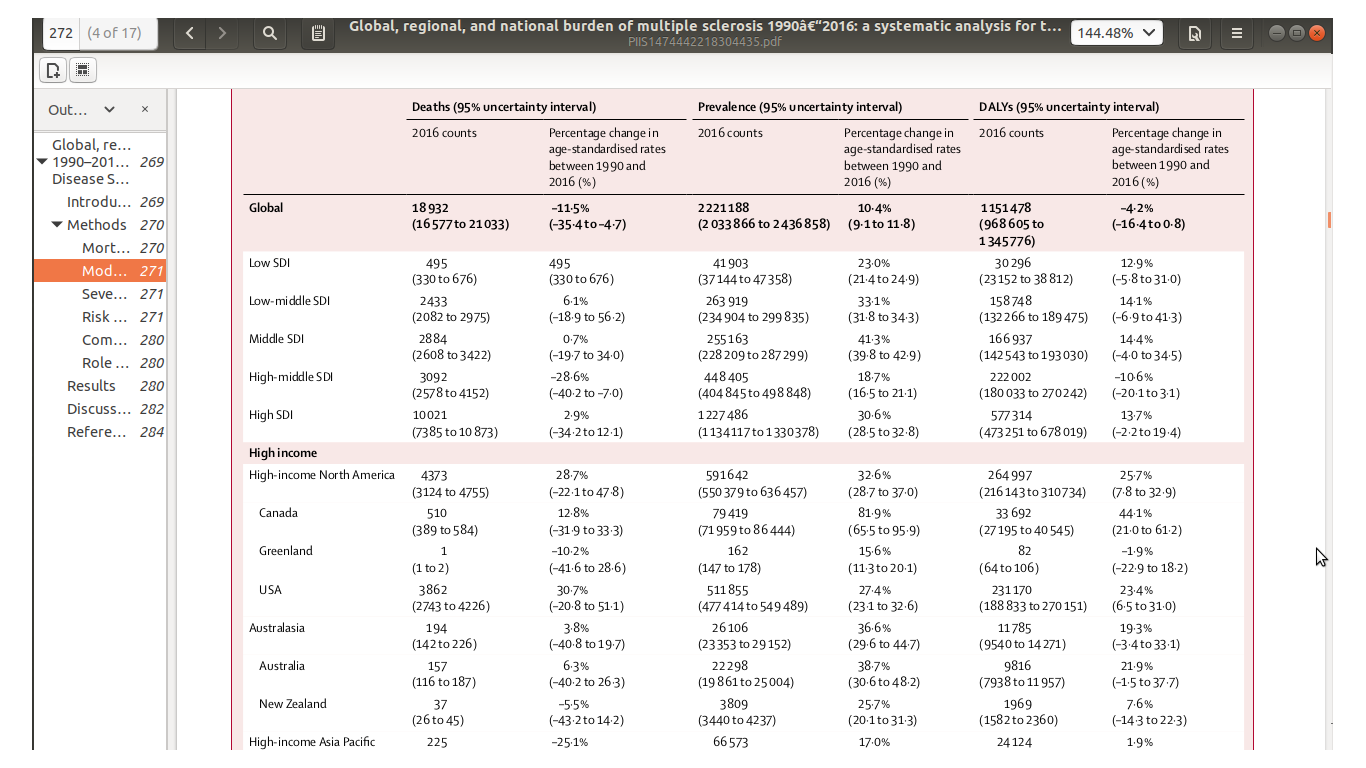 272 (4 of 17)
Global, regional, and national burden of multiple sclerosis 1990â€“2016: a systematic analysis for t…
PIIS1474442218304435.pdf
144.48%
Out… ×
Global, re…
1990–201… 269
Disease S…
Introdu… 269
Methods 270
Mort… 270
Mod… 271
Seve… 271
Risk … 271
Com… 280
Role … 280
Results 280
Discuss… 282
Refere… 284
Deaths (95% uncertainty interval) Prevalence (95% uncertainty interval) DALYs (95% uncertainty interval)
2016 counts Percentage change in 2016 counts Percentage change in 2016 counts Percentage change in
age-standardised rates age-standardised rates age-standardised rates
between 1990 and between 1990 and between 1990 and
2016 (%) 2016 (%) 2016 (%)
Global 18 932 –11·5% 2 221 188 10·4% 1 151 478 –4·2%
(16 577 to 21 033) (–35·4 to –4·7) (2 033 866 to 2 436 858) (9·1 to 11·8) (968 605 to (–16·4 to 0·8)
1 345 776)
Low SDI 495 495 41 903 23·0% 30 296 12·9%
(330 to 676) (330 to 676) (37 144 to 47 358) (21·4 to 24·9) (23 152 to 38 812) (–5·8 to 31·0)
Low-middle SDI 2433 6·1% 263 919 33·1% 158 748 14·1%
(2082 to 2975) (–18·9 to 56·2) (234 904 to 299 835) (31·8 to 34·3) (132 266 to 189 475) (–6·9 to 41·3)
Middle SDI 2884 0·7% 255 163 41·3% 166 937 14·4%
(2608 to 3422) (–19·7 to 34·0) (228 209 to 287 299) (39·8 to 42·9) (142 543 to 193 030) (–4·0 to 34·5)
High-middle SDI 3092 –28·6% 448 405 18·7% 222 002 –10·6%
(2578 to 4152) (–40·2 to –7·0) (404 845 to 498 848) (16·5 to 21·1) (180 033 to 270 242) (–20·1 to 3·1)
High SDI 10 021 2·9% 1 227 486 30·6% 577 314 13·7%
(7385 to 10 873) (–34·2 to 12·1) (1 134 117 to 1 330 378) (28·5 to 32·8) (473 251 to 678 019) (–2·2 to 19·4)
High income
High-income North America 4373 28·7% 591 642 32·6% 264 997 25·7%
(3124 to 4755) (–22·1 to 47·8) (550 379 to 636 457) (28·7 to 37·0) (216 143 to 310 734) (7·8 to 32·9)
Canada 510 12·8% 79 419 81·9% 33 692 44·1%
(389 to 584) (–31·9 to 33·3) (71 959 to 86 444) (65·5 to 95·9) (27 195 to 40 545) (21·0 to 61·2)
Greenland 1 –10·2% 162 15·6% 82 –1·9%
(1 to 2) (–41·6 to 28·6) (147 to 178) (11·3 to 20·1) (64 to 106) (–22·9 to 18·2)
USA 3862 30·7% 511 855 27·4% 231 170 23·4%
(2743 to 4226) (–20·8 to 51·1) (477 414 to 549 489) (23·1 to 32·6) (188 833 to 270 151) (6·5 to 31·0)
Australasia 194 3·8% 26 106 36·6% 11 785 19·3%
(142 to 226) (–40·8 to 19·7) (23 353 to 29 152) (29·6 to 44·7) (9540 to 14 271) (–3·4 to 33·1)
Australia 157 6·3% 22 298 38·7% 9816 21·9%
(116 to 187) (–40·2 to 26·3) (19 861 to 25 004) (30·6 to 48·2) (7938 to 11 957) (–1·5 to 37·7)
New Zealand 37 –5·5% 3809 25·7% 1969 7·6%
(26 to 45) (–43·2 to 14·2) (3440 to 4237) (20·1 to 31·3) (1582 to 2360) (–14·3 to 22·3)
High-income Asia Pacific 225 –25·1% 66 573 17·0% 24 124 1·9%